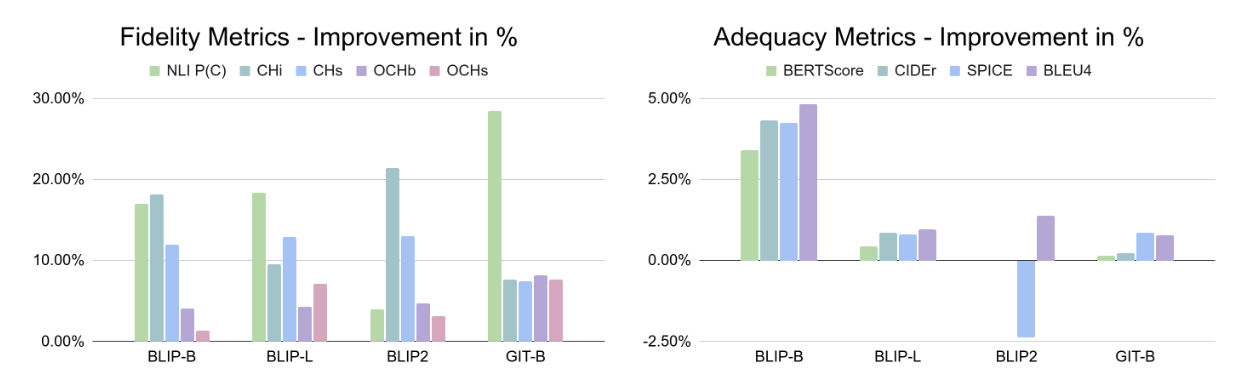 Fidelity Metrics - Improvement in %
NLI P(C) CHi CHs OCHb OCHs
30.00%
20.00%
10.00%
0.00%
BLIP-B BLIP-L BLIP2 GIT-B
Adequacy Metrics - Improvement in %
BERTScore CIDEr SPICE BLEU4
5.00%
2.50%
0.00%
-2.50%
BLIP-B BLIP-L BLIP2 GIT-B